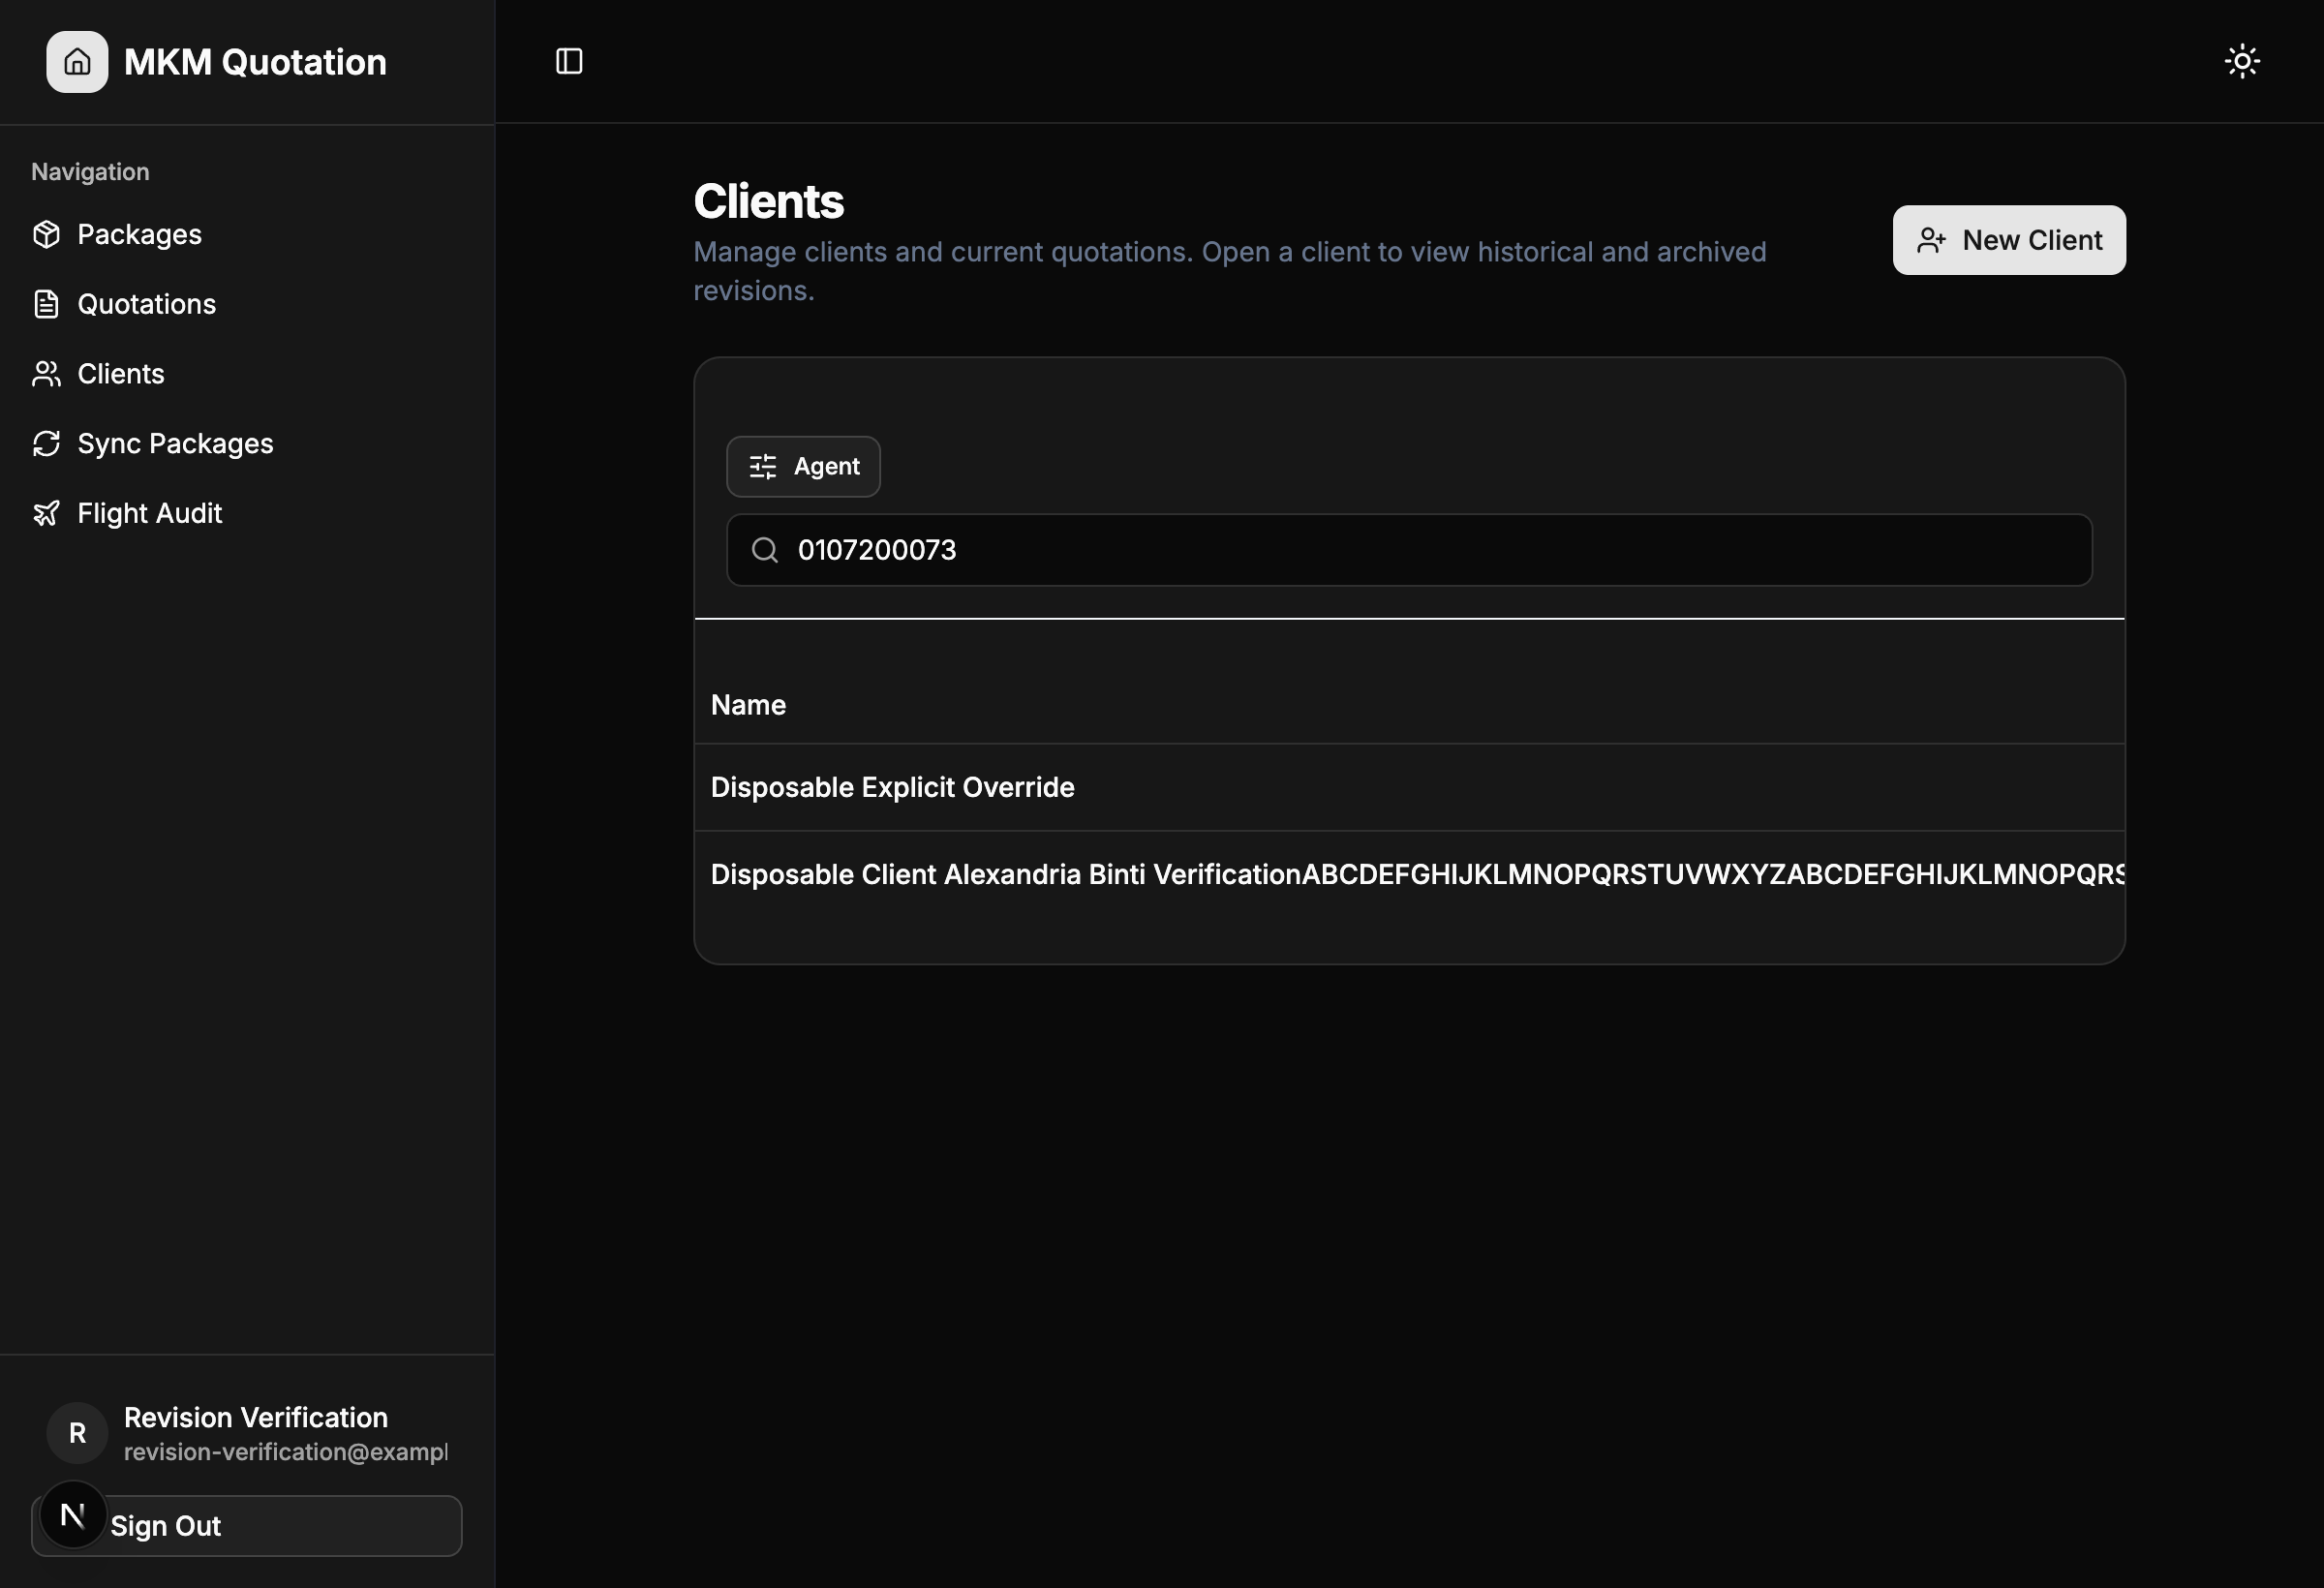 MKM Quotation
Navigation
Packages
Quotations
Clients
Sync Packages
Flight Audit
Revision Verification
R
revision-verification@exampl
N
Sign Out
Clients
Manage clients and current quotations. Open a client to view historical and archived
revisions.
New Client
Agent
0107200073
Name
Disposable Explicit Override
Disposable Client Alexandria Binti VerificationABCDEFGHIJKLMNOPQRSTUVWXYZABCDEFGHIJKLMNOPQRS